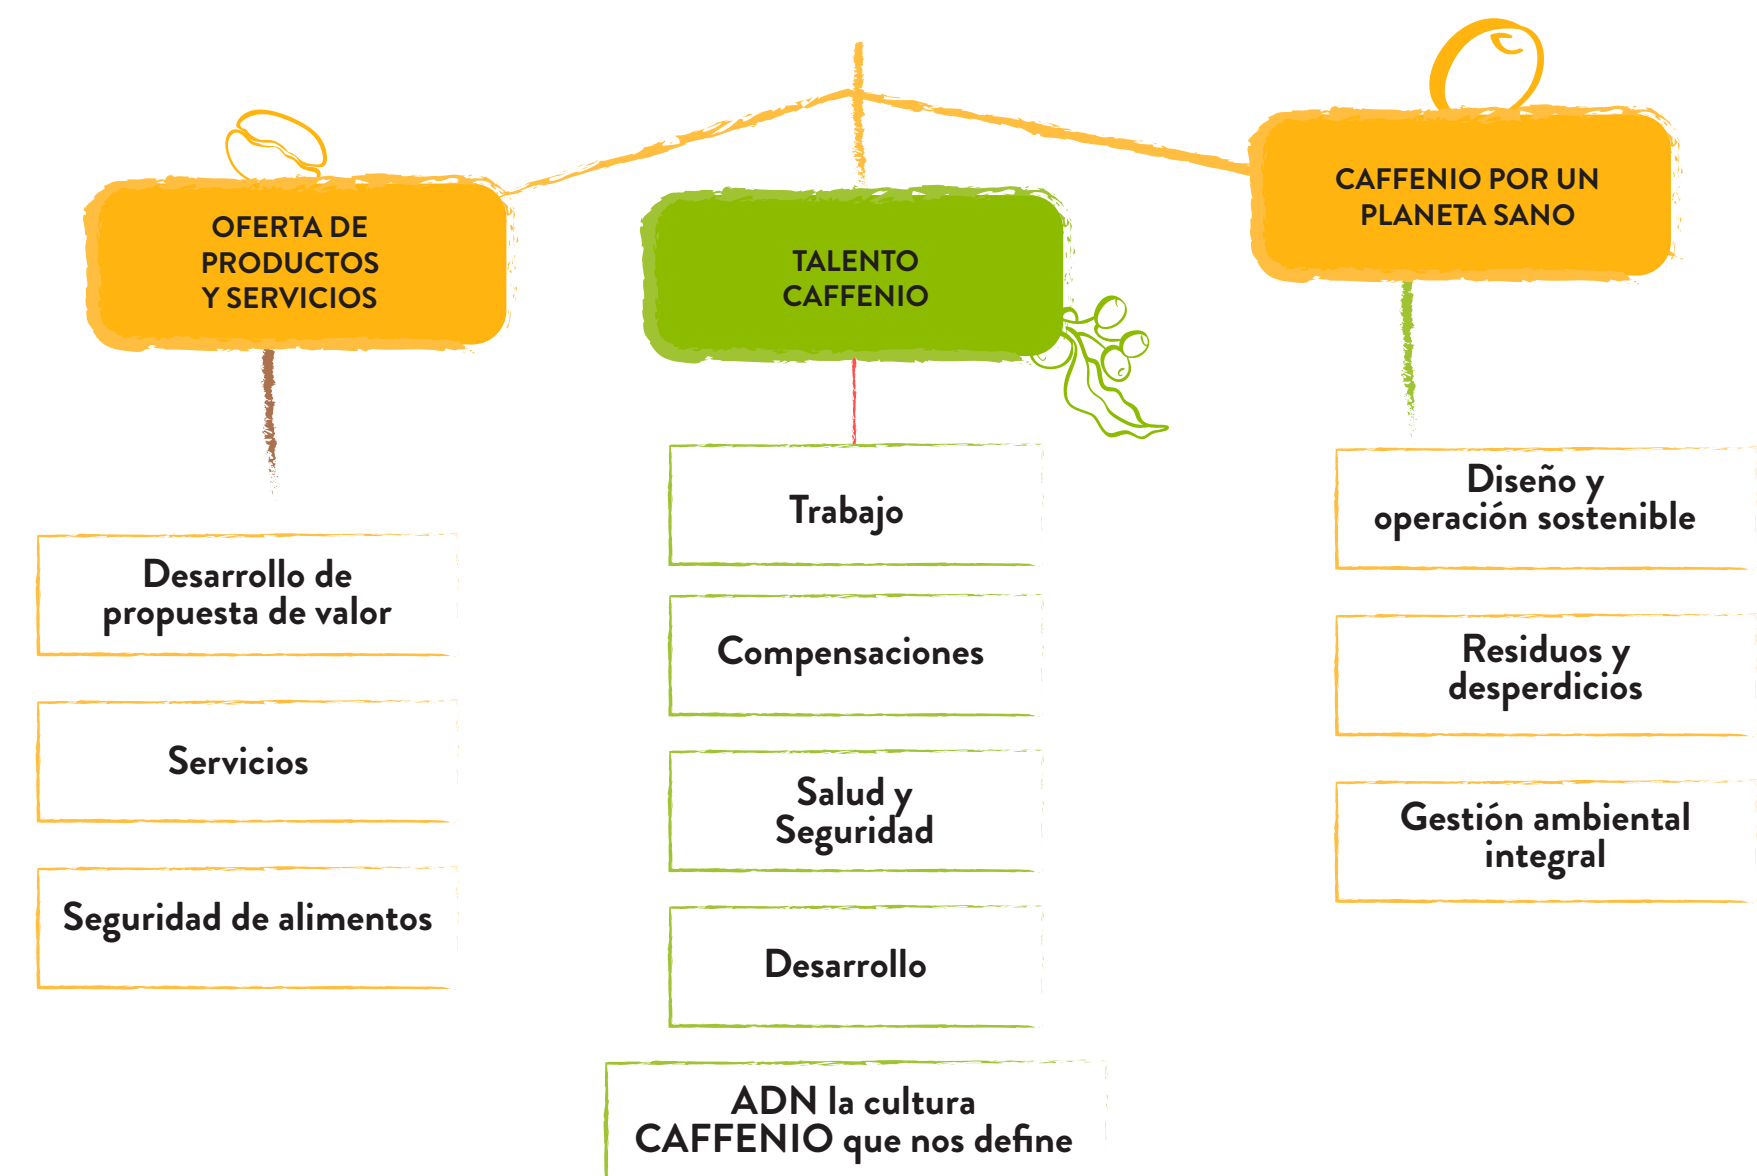 OFERTA DE
PRODUCTOS
Y SERVICIOS
Desarrollo de
propuesta de valor
Servicios
Seguridad de alimentos
TALENTO
CAFFENIO
Trabajo
Compensaciones
Salud y
Seguridad
Desarrollo
ADN la cultura
CAFFENIO que nos define
CAFFENIO POR UN
PLANETA SANO
Diseño y
operación sostenible
Residuos y
desperdicios
Gestión ambiental
integral